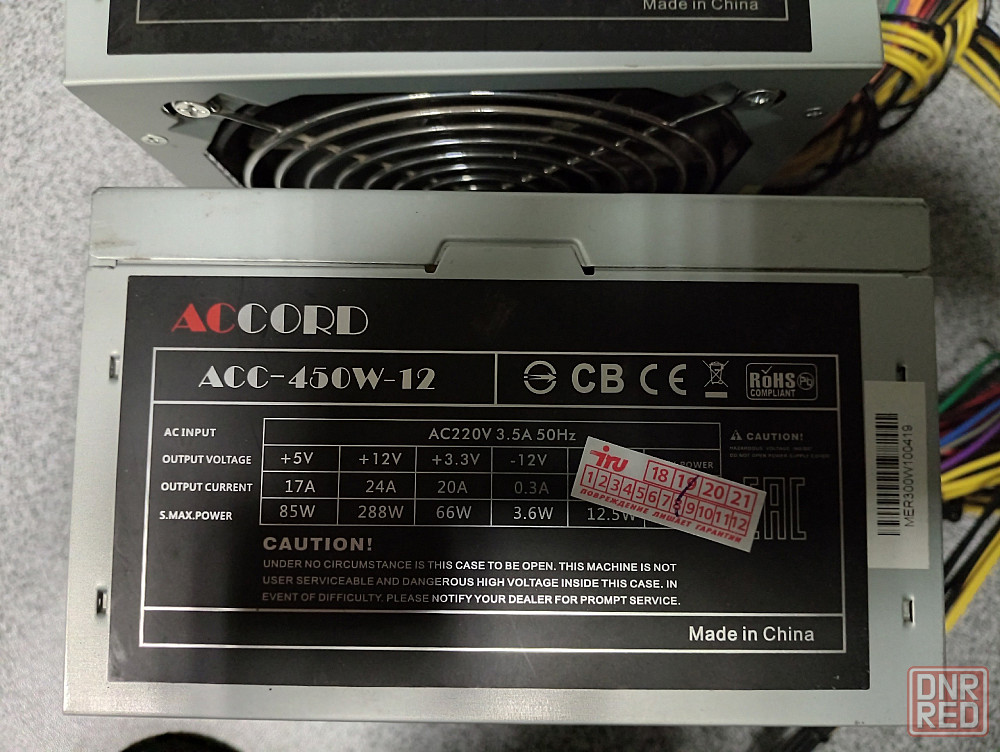 Made in China
ACCORD
ACC-450W-12
CB CE RoHS Pb
COMPLIANT
AC INPUT AC220V 3.5A 50Hz
CAUTION!
OUTPUT VOLTAGE +5V +12V +3.3V -12V POWER
OUTPUT CURRENT 17A 24A 20A 0.3A
S.MAX.POWER 85W 288W 66W 3.6W 12.5W
iru
18 19 20 21
1 2 3 4 5 6 7 8 9 10 11 12
ПОВРЕЖДЕНИЕ ЛИШАЕТ ГАРАНТИИ
EAC
MER300W100419
CAUTION!
UNDER NO CIRCUMSTANCE IS THIS CASE TO BE OPEN. THIS MACHINE IS NOT
USER SERVICEABLE AND DANGEROUS HIGH VOLTAGE INSIDE THIS CASE. IN
EVENT OF DIFFICULTY. PLEASE NOTIFY YOUR DEALER FOR PROMPT SERVICE.
Made in China
DNR
RED